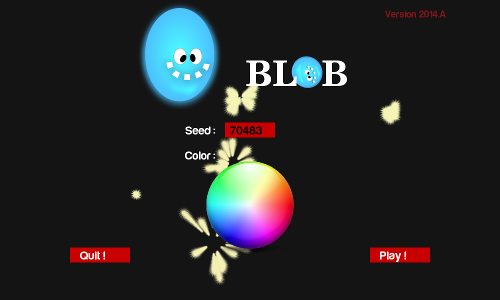 Version 2014.A
BLOB
Seed : 70483
Color :
Quit !
Play !